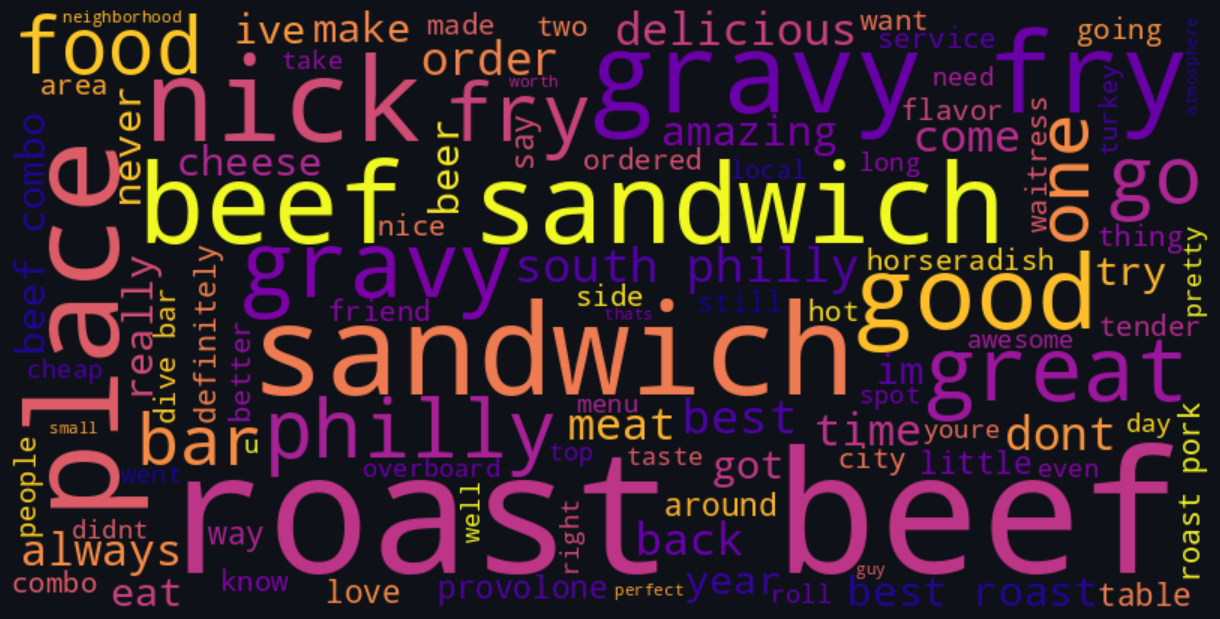 neighborhood
food
ive
make
made
two
delicious
want
service
going
take
order
area
nick
fry
worth
gravy fry
need
flavor
atmosphere
turkey
never
beer
say
amazing
come
waitress
one
combo
cheese
ordered
local
long
go
place
beef sandwich
nice
thing
beef
really
dive bar
definitely
gravy
south philly
horseradish
good
try
pretty
friend
side
thats
still
hot
tender
cheap
better
sandwich
awesome
im
great
spot
small
bar
u
philly
menu
meat
best
time
youre
dont
day
people
went
overboard
top
taste
got
city
little
even
roast pork
roast beef
didnt
way
well
right
around
back
always
combo
eat
know
love
provolone
perfect
year
roll
guy
best roast
table